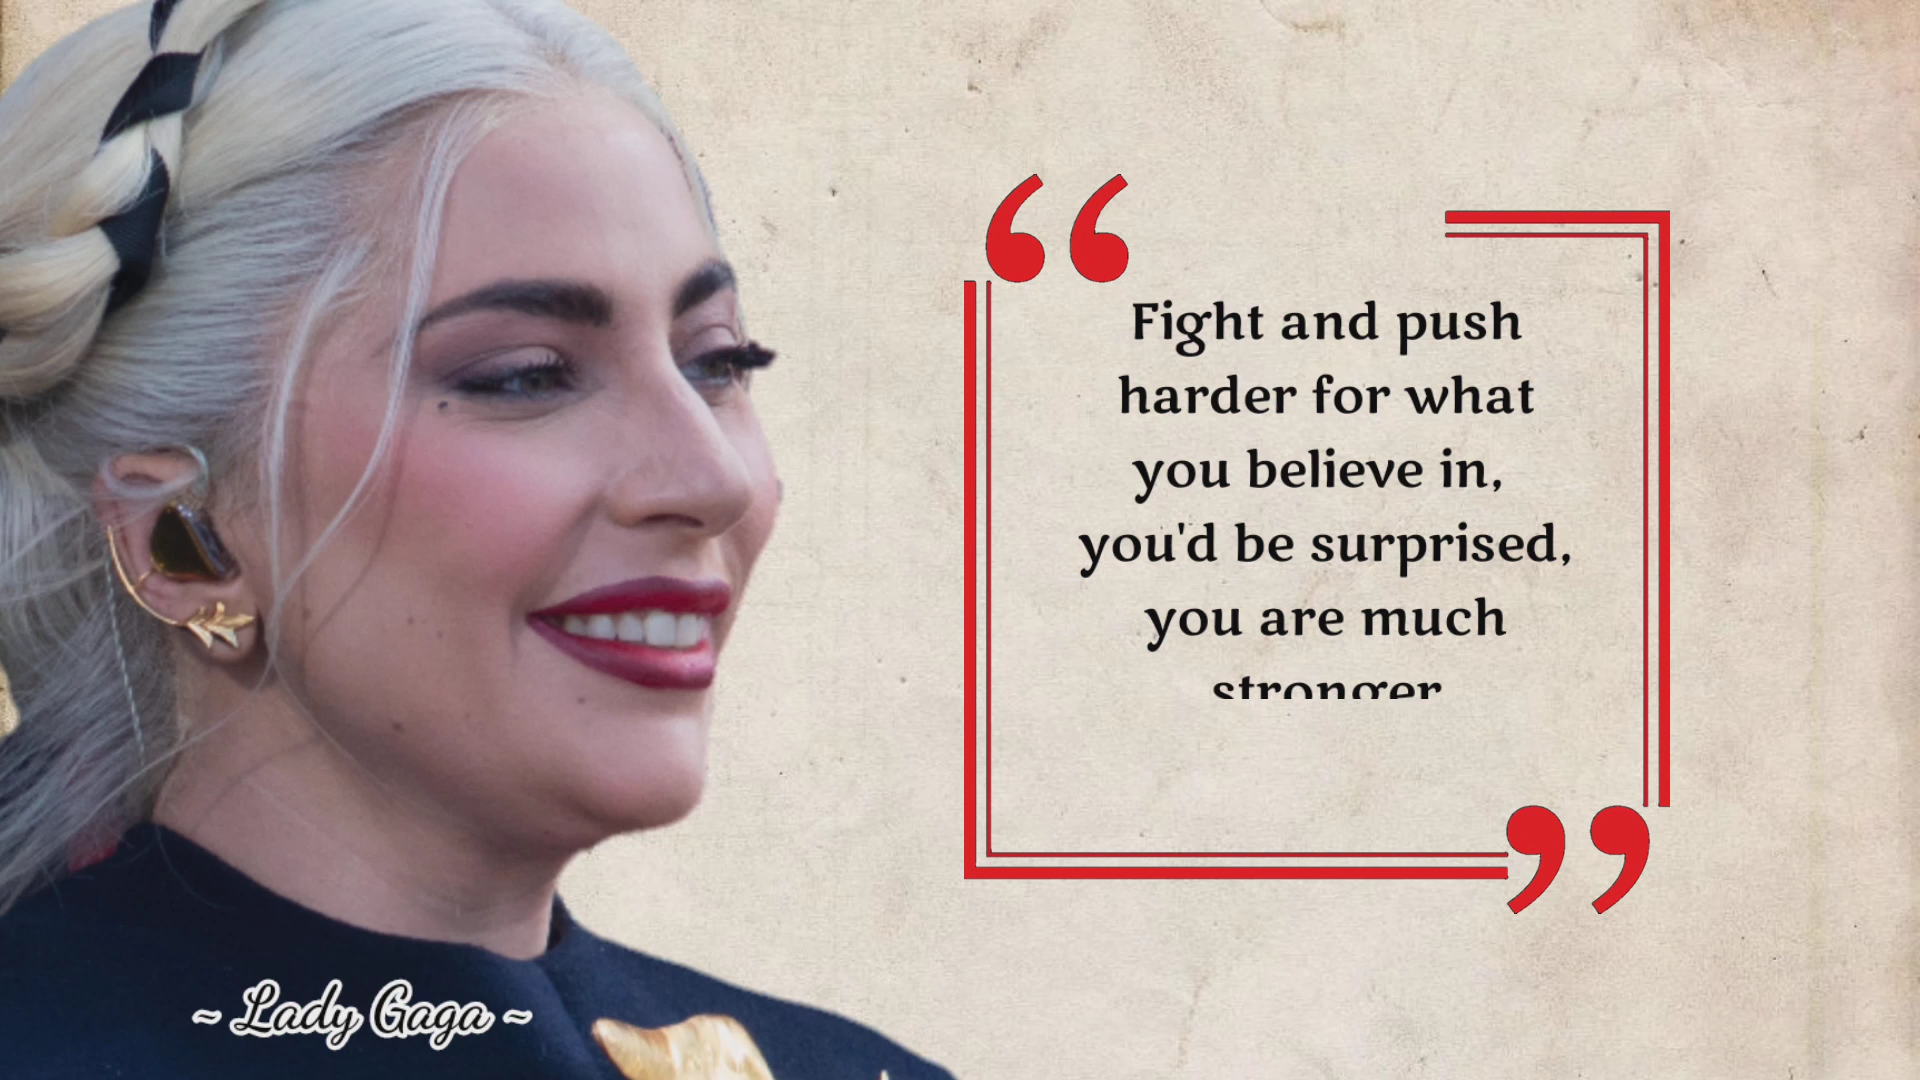 Fight and push
harder for what
you believe in,
you'd be surprised,
you are much
stronger
~ Lady Gaga ~